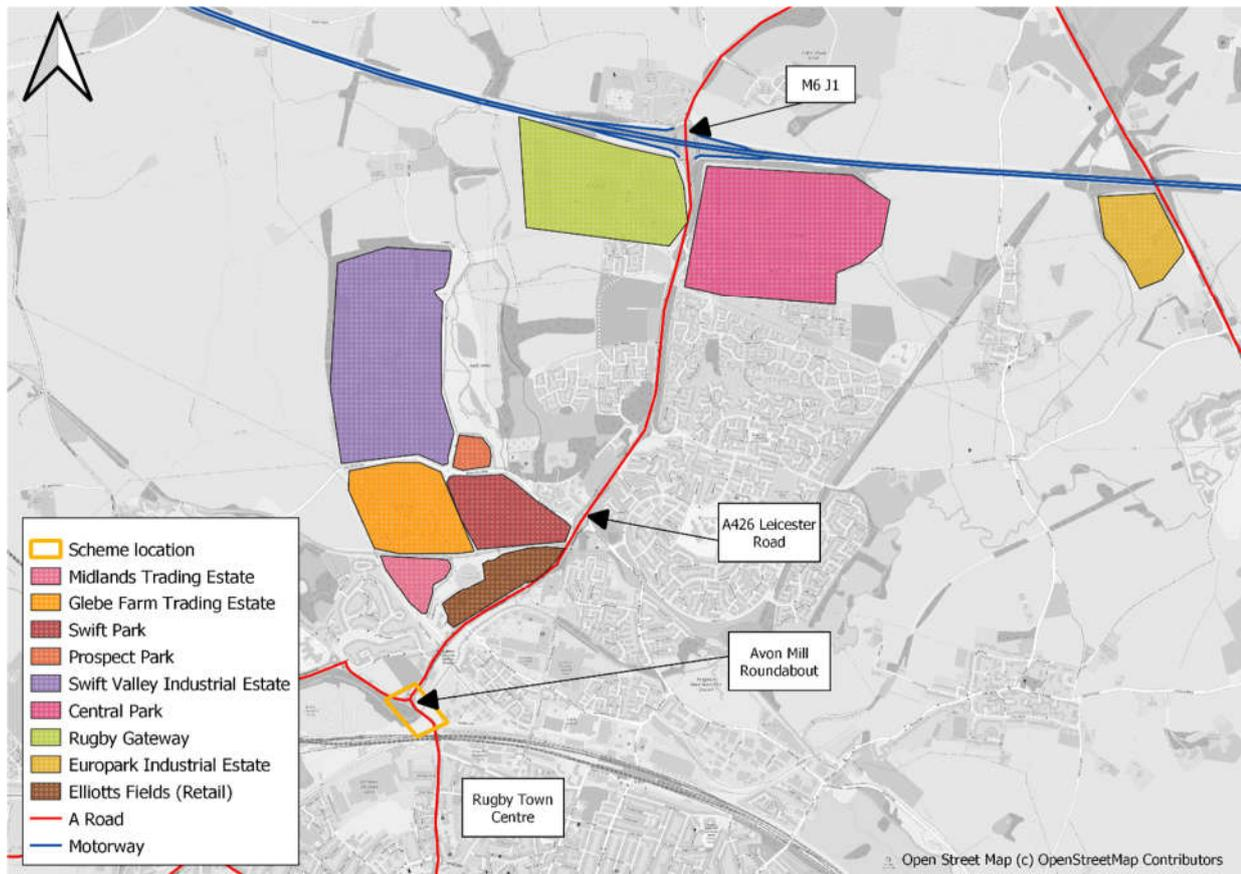 M6 J1
A426 Leicester
Road
Avon Mill
Roundabout
Rugby Town
Centre
Scheme location
Midlands Trading Estate
Glebe Farm Trading Estate
Swift Park
Prospect Park
Swift Valley Industrial Estate
Central Park
Rugby Gateway
Europark Industrial Estate
Elliotts Fields (Retail)
A Road
Motorway
Open Street Map (c) OpenStreetMap Contributors